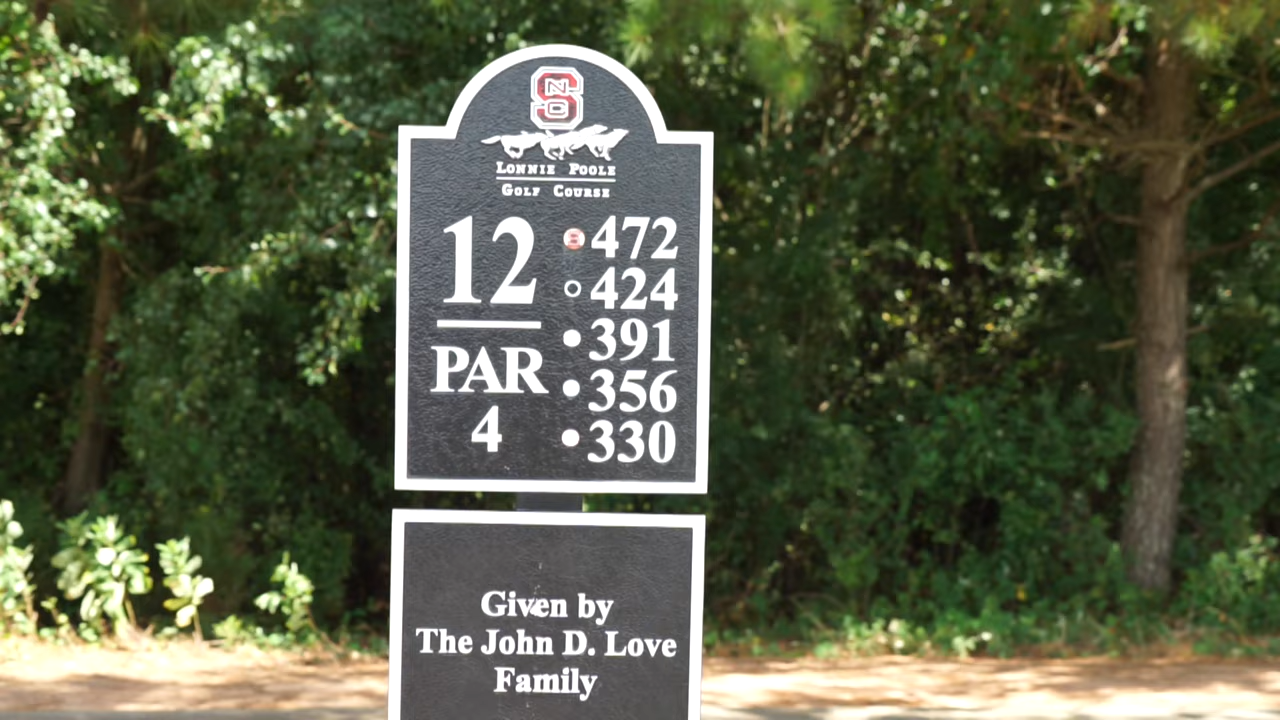 NCS
LONNIE POOLE
GOLF COURSE
12
PAR
4
472
424
391
356
330
Given by
The John D. Love
Family